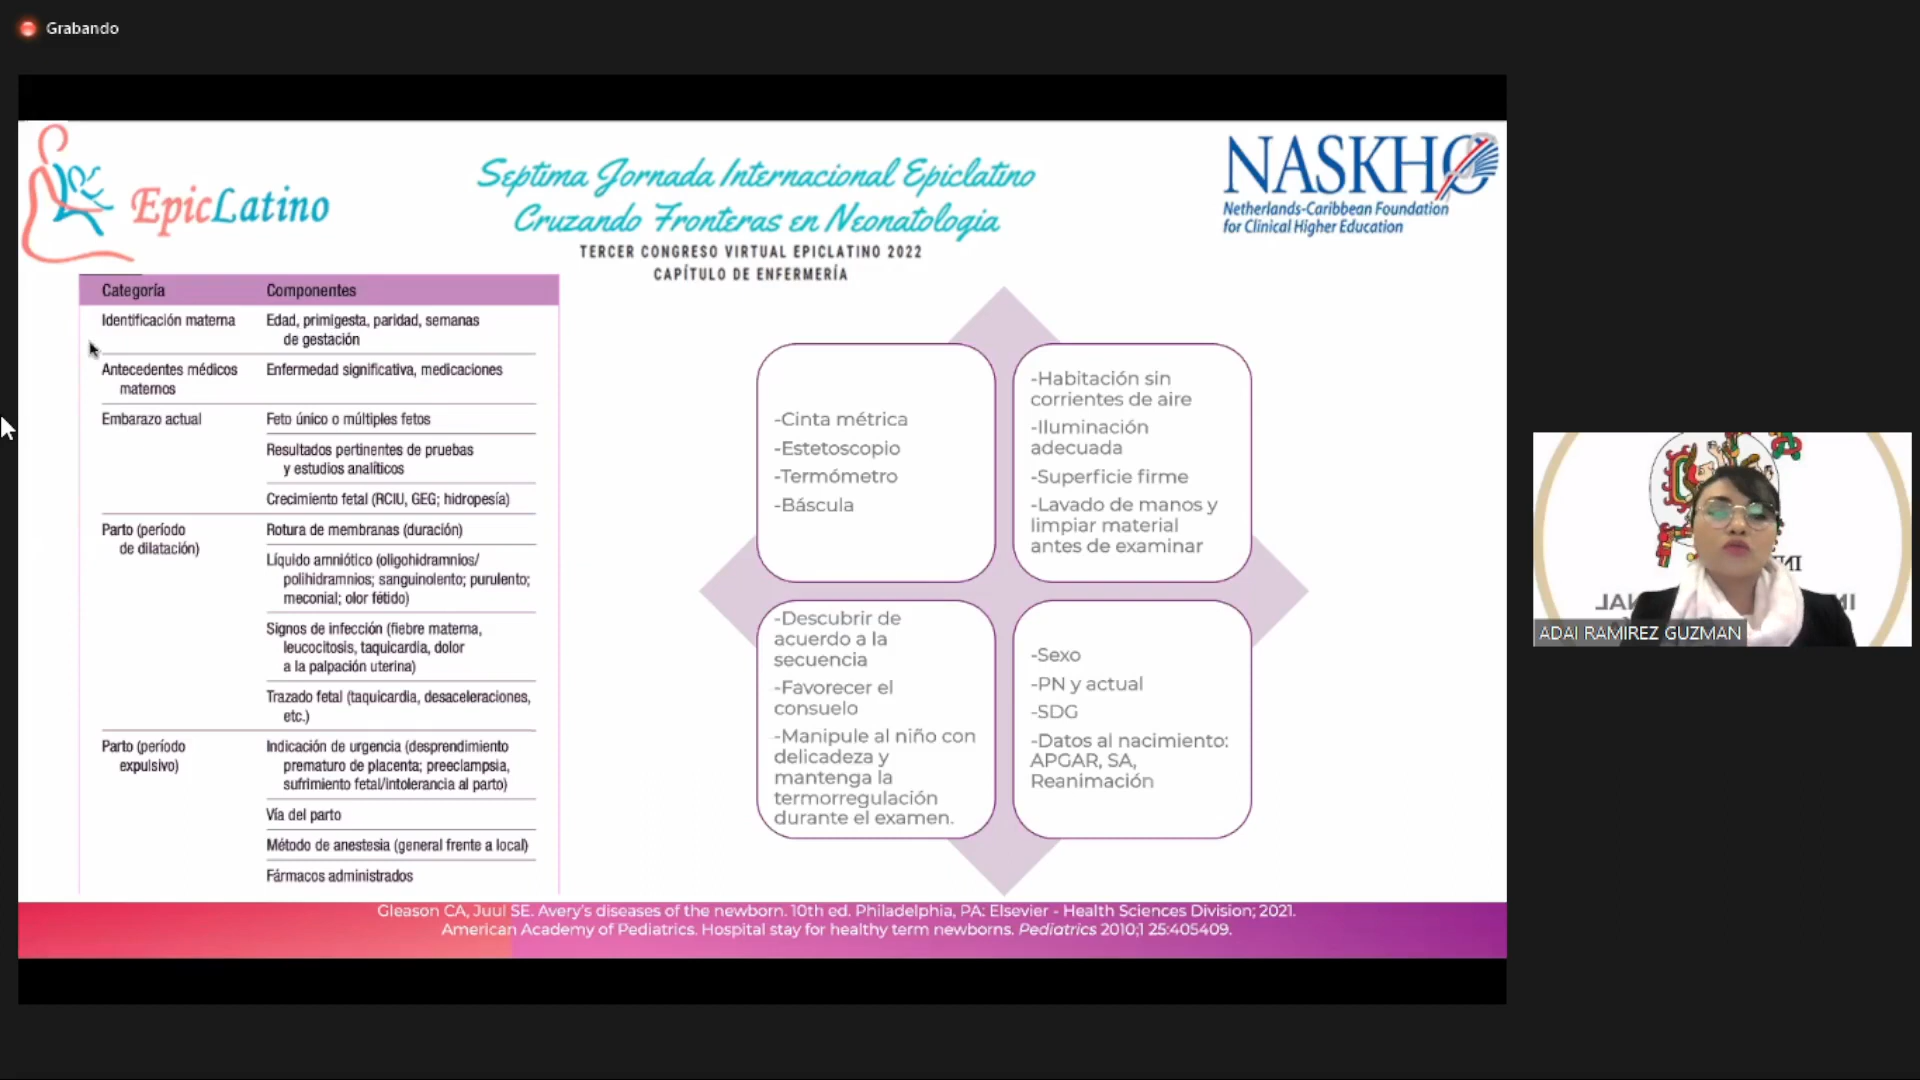 Grabando
EpicLatino
Septima Jornada Internacional Epiclatino
Cruzando Fronteras en Neonatologia
TERCER CONGRESO VIRTUAL EPICLATINO 2022
CAPÍTULO DE ENFERMERÍA
NASKHO
Netherlands-Caribbean Foundation
for Clinical Higher Education
Categoría Componentes
Identificación materna Edad, primigesta, paridad, semanas
de gestación
Antecedentes médicos Enfermedad significativa, medicaciones
maternos
Embarazo actual Feto único o múltiples fetos
Resultados pertinentes de pruebas
y estudios analíticos
Crecimiento fetal (RCIU, GEG; hidropesía)
Parto (período Rotura de membranas (duración)
de dilatación)
Líquido amniótico (oligohidramnios/
polihidramnios; sanguinolento; purulento;
meconial; olor fétido)
Signos de infección (fiebre materna,
leucocitosis, taquicardia, dolor
a la palpación uterina)
Trazado fetal (taquicardia, desaceleraciones,
etc.)
Parto (período Indicación de urgencia (desprendimiento
expulsivo) prematuro de placenta; preeclampsia,
sufrimiento fetal/intolerancia al parto)
Vía del parto
Método de anestesia (general frente a local)
Fármacos administrados
-Cinta métrica
-Estetoscopio
-Termómetro
-Báscula
-Habitación sin
corrientes de aire
-Iluminación
adecuada
-Superficie firme
-Lavado de manos y
limpiar material
antes de examinar
-Descubrir de
acuerdo a la
secuencia
-Favorecer el
consuelo
-Manipule al niño con
delicadeza y
mantenga la
termorregulación
durante el examen.
-Sexo
-PN y actual
-SDG
-Datos al nacimiento:
APGAR, SA,
Reanimación
Gleason CA, Juul SE. Avery's diseases of the newborn. 10th ed. Philadelphia, PA: Elsevier - Health Sciences Division; 2021.
American Academy of Pediatrics. Hospital stay for healthy term newborns. Pediatrics 2010;1 25:405409.
ADAI RAMIREZ GUZMAN